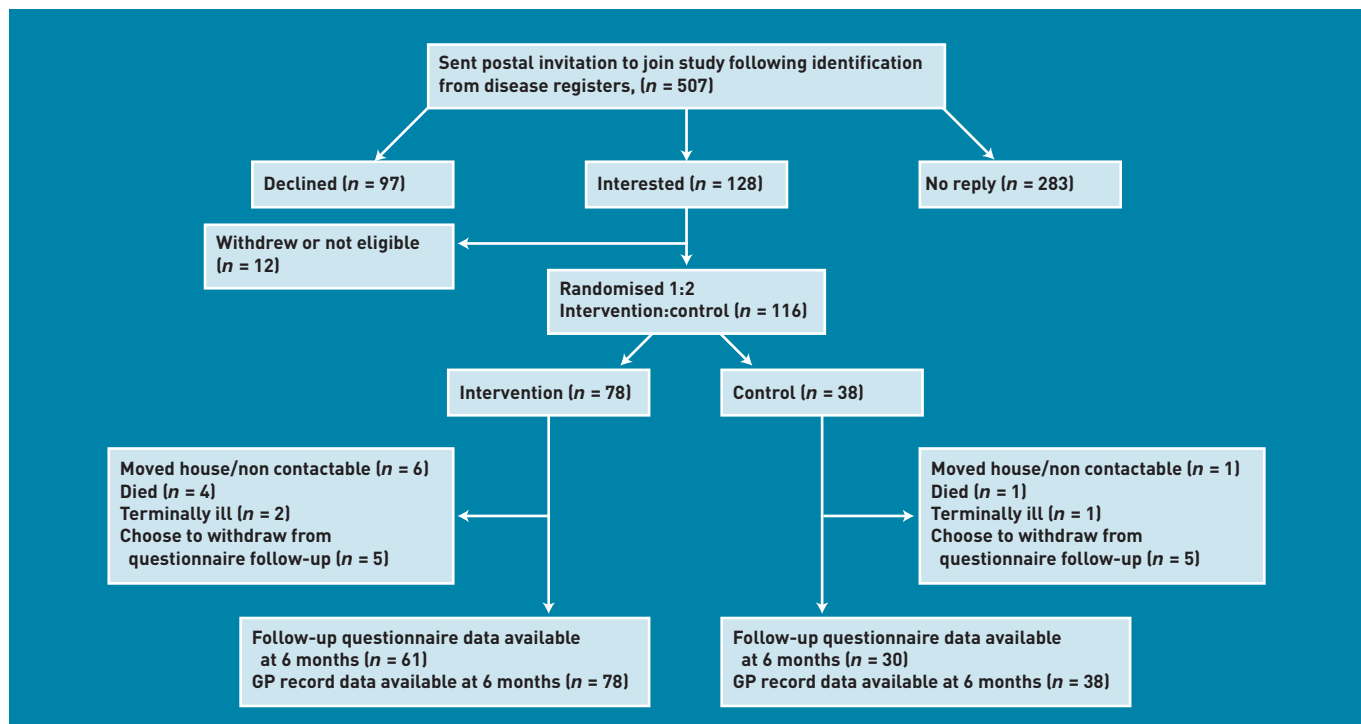 Sent postal invitation to join study following identification
from disease registers, (n = 507)
Declined (n = 97)
Interested (n = 128)
No reply (n = 283)
Withdrew or not eligible
(n = 12)
Randomised 1:2
Intervention:control (n = 116)
Intervention (n = 78)
Control (n = 38)
Moved house/non contactable (n = 6)
Died (n = 4)
Terminally ill (n = 2)
Choose to withdraw from
questionnaire follow-up (n = 5)
Moved house/non contactable (n = 1)
Died (n = 1)
Terminally ill (n = 1)
Choose to withdraw from
questionnaire follow-up (n = 5)
Follow-up questionnaire data available
at 6 months (n = 61)
GP record data available at 6 months (n = 78)
Follow-up questionnaire data available
at 6 months (n = 30)
GP record data available at 6 months (n = 38)